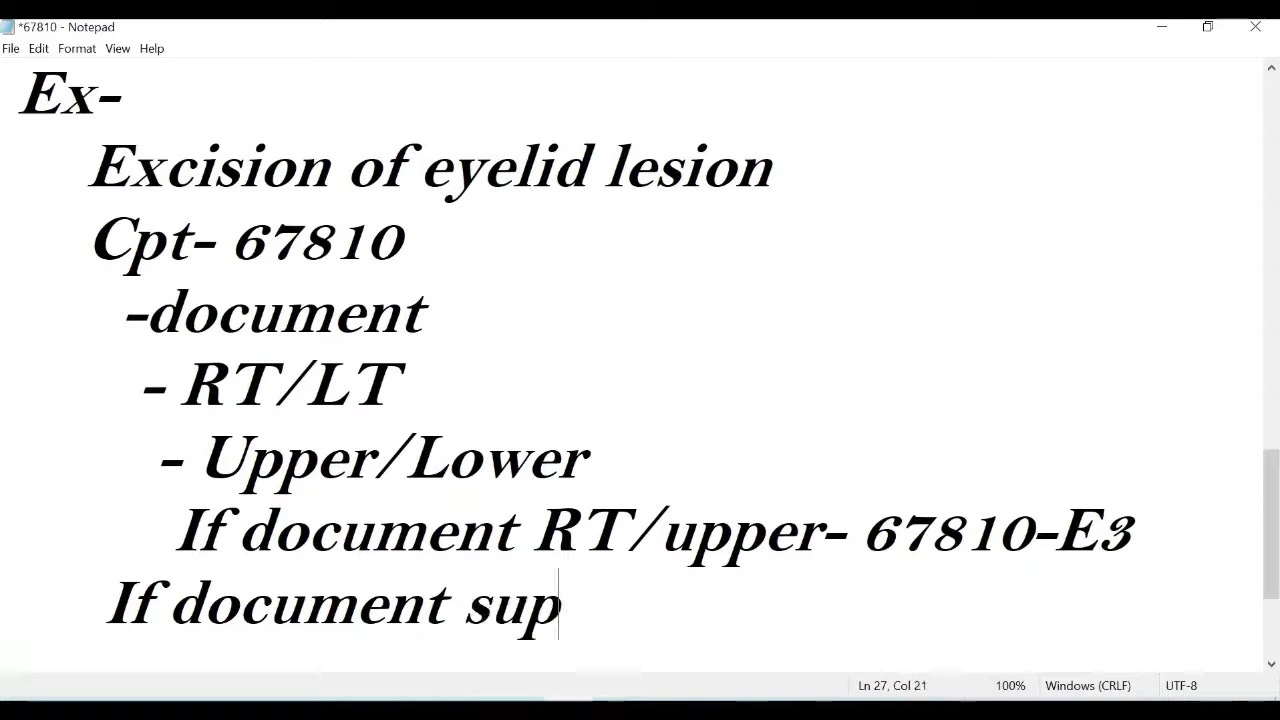 *67810 - Notepad
File Edit Format View Help
Ex-
Excision of eyelid lesion
Cpt- 67810
-document
- RT/LT
- Upper/Lower
If document RT/upper- 67810-E3
If document sup
Ln 27, Col 21 100% Windows (CRLF) UTF-8